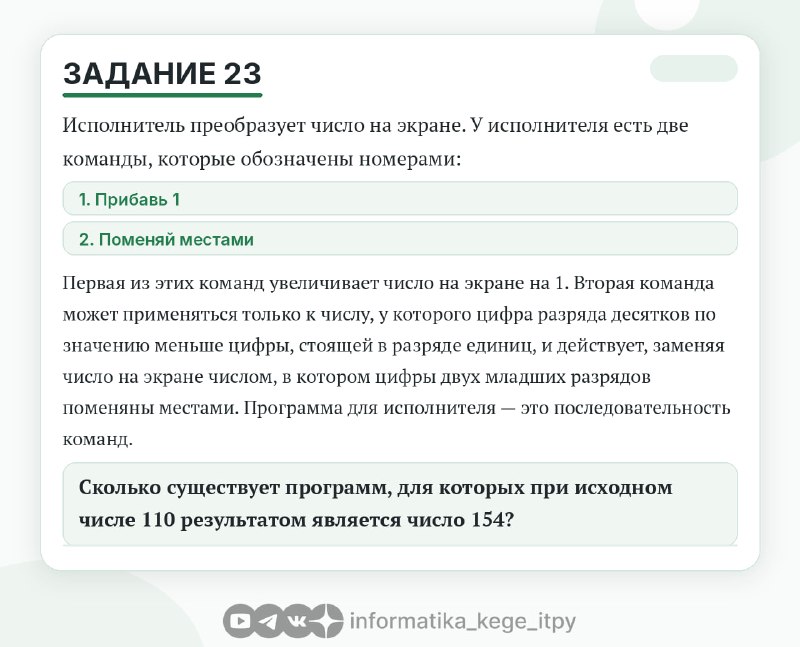 ЗАДАНИЕ 23
Исполнитель преобразует число на экране. У исполнителя есть две
команды, которые обозначены номерами:
1. Прибавь 1
2. Поменяй местами
Первая из этих команд увеличивает число на экране на 1. Вторая команда
может применяться только к числу, у которого цифра разряда десятков по
значению меньше цифры, стоящей в разряде единиц, и действует, заменяя
число на экране числом, в котором цифры двух младших разрядов
поменяны местами. Программа для исполнителя — это последовательность
команд.
Сколько существует программ, для которых при исходном
числе 110 результатом является число 154?
informatika_kege_itpy